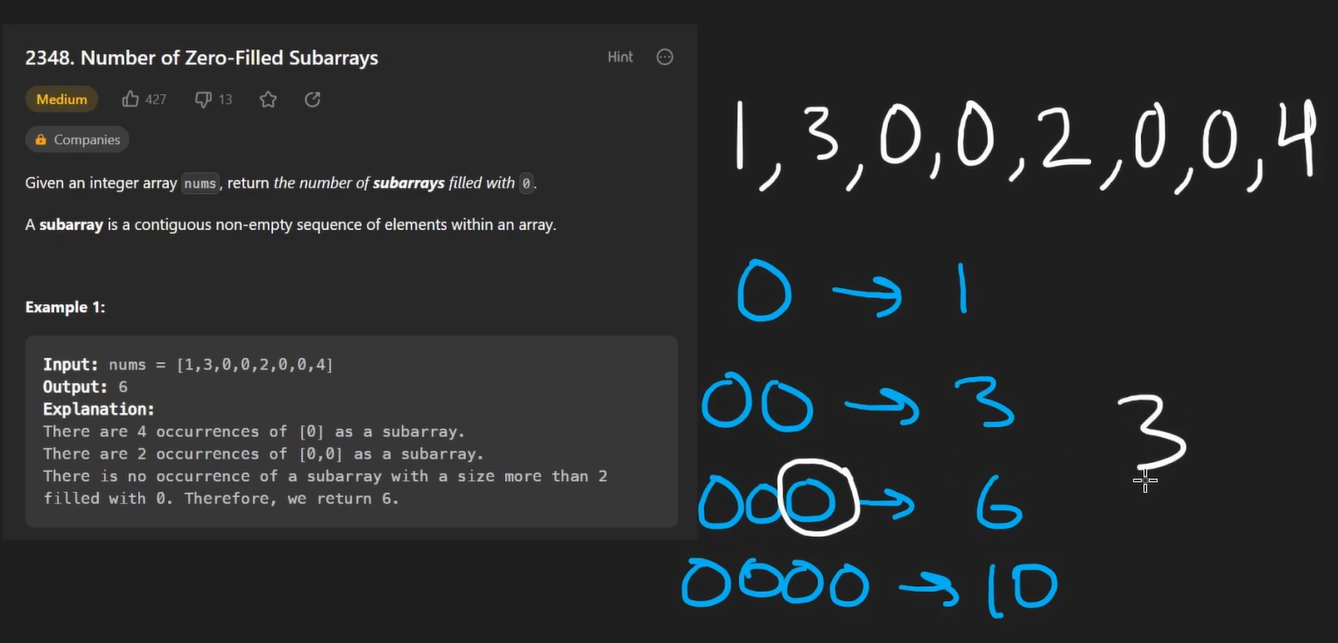 2348. Number of Zero-Filled Subarrays
Hint
Medium 427 13
Companies
Given an integer array nums, return the number of subarrays filled with 0.
A subarray is a contiguous non-empty sequence of elements within an array.
Example 1:
Input: nums = [1,3,0,0,2,0,0,4]
Output: 6
Explanation:
There are 4 occurrences of [0] as a subarray.
There are 2 occurrences of [0,0] as a subarray.
There is no occurrence of a subarray with a size more than 2
filled with 0. Therefore, we return 6.
1,3,0,0,2,0,0,4
0 → 1
00 → 3
000 → 6
0000 → 10
3